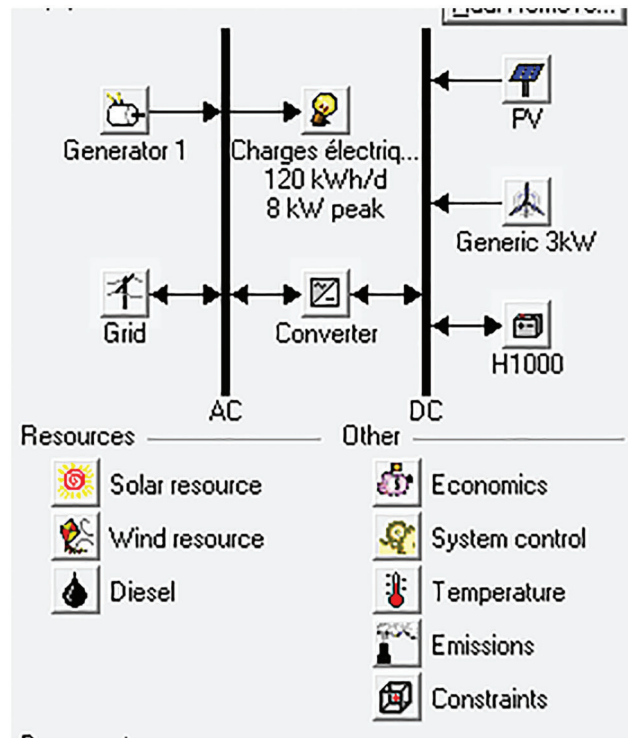 PV
Generator 1
Charges électriq...
120 kWh/d
8 kW peak
Generic 3kW
Grid
Converter
H1000
AC
DC
Resources
Other
Solar resource
Economics
Wind resource
System control
Diesel
Temperature
Emissions
Constraints